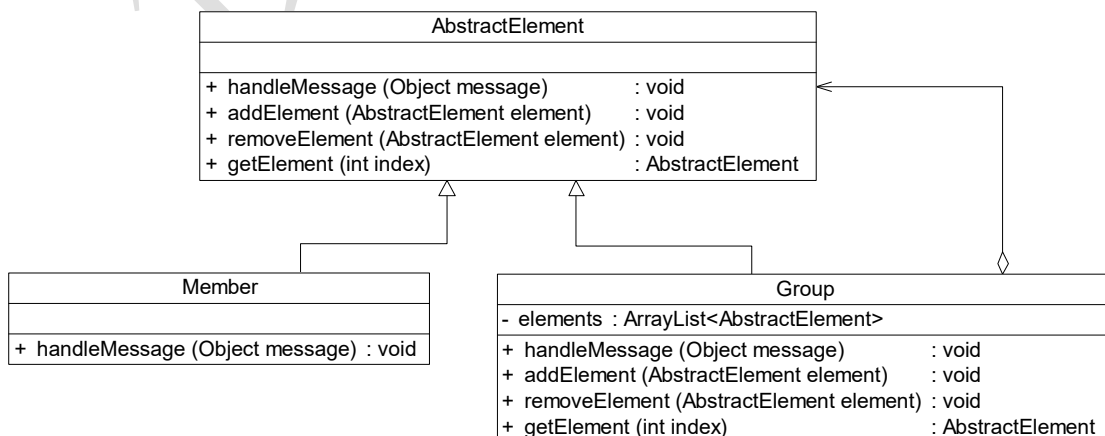 AbstractElement
+ handleMessage (Object message) : void
+ addElement (AbstractElement element) : void
+ removeElement (AbstractElement element) : void
+ getElement (int index) : AbstractElement
Member
+ handleMessage (Object message) : void
Group
- elements : ArrayList<AbstractElement>
+ handleMessage (Object message) : void
+ addElement (AbstractElement element) : void
+ removeElement (AbstractElement element) : void
+ getElement (int index) : AbstractElement